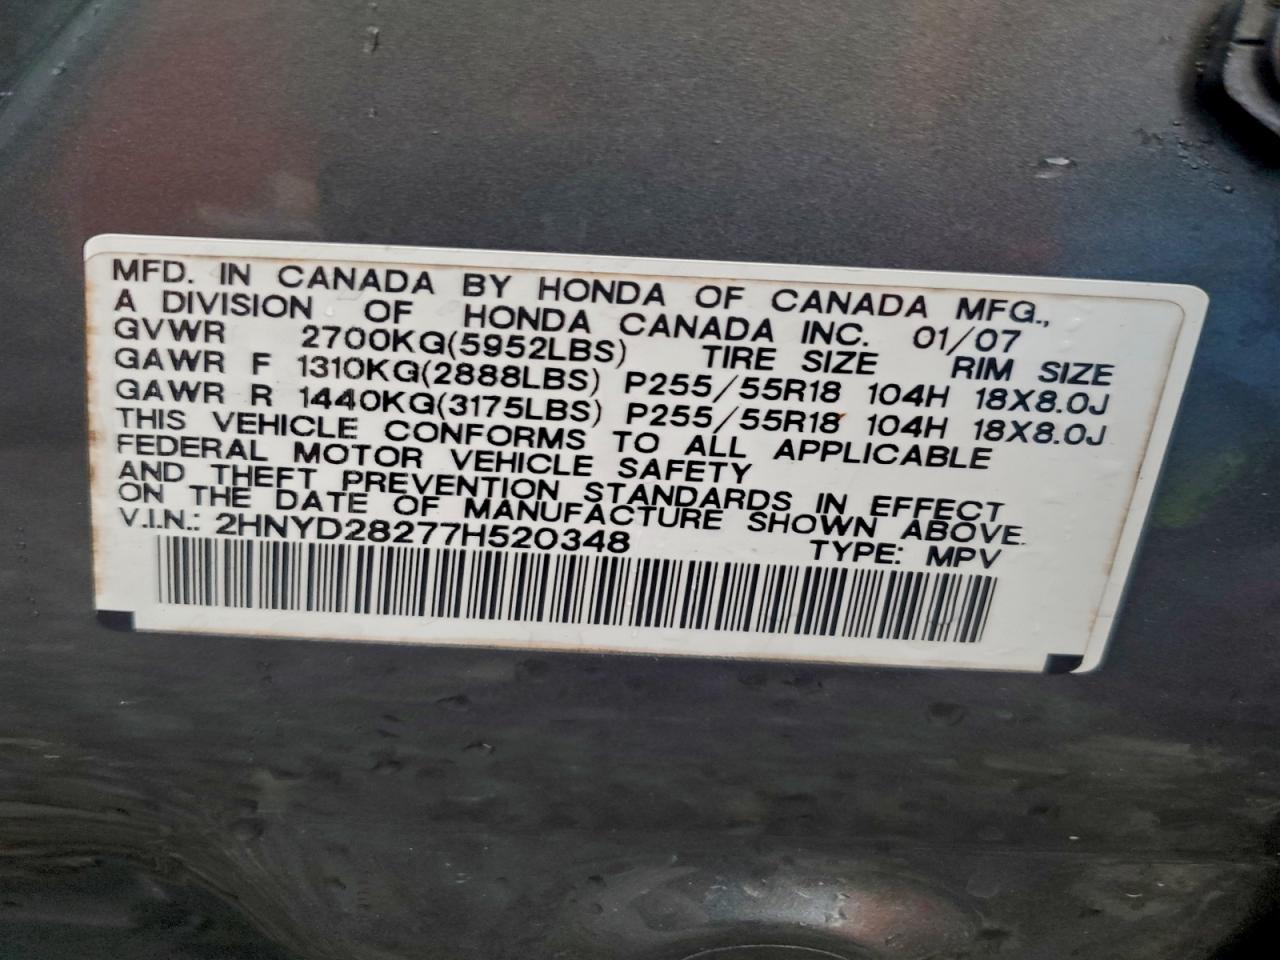 MFD. IN CANADA BY HONDA OF CANADA MFG.,
A DIVISION OF HONDA CANADA INC. 01/07
GVWR 2700KG(5952LBS) TIRE SIZE RIM SIZE
GAWR F 1310KG(2888LBS) P255/55R18 104H 18X8.0J
GAWR R 1440KG(3175LBS) P255/55R18 104H 18X8.0J
THIS VEHICLE CONFORMS TO ALL APPLICABLE
FEDERAL MOTOR VEHICLE SAFETY
AND THEFT PREVENTION STANDARDS IN EFFECT
ON THE DATE OF MANUFACTURE SHOWN ABOVE.
V.I.N.: 2HNYD28277H520348 TYPE: MPV